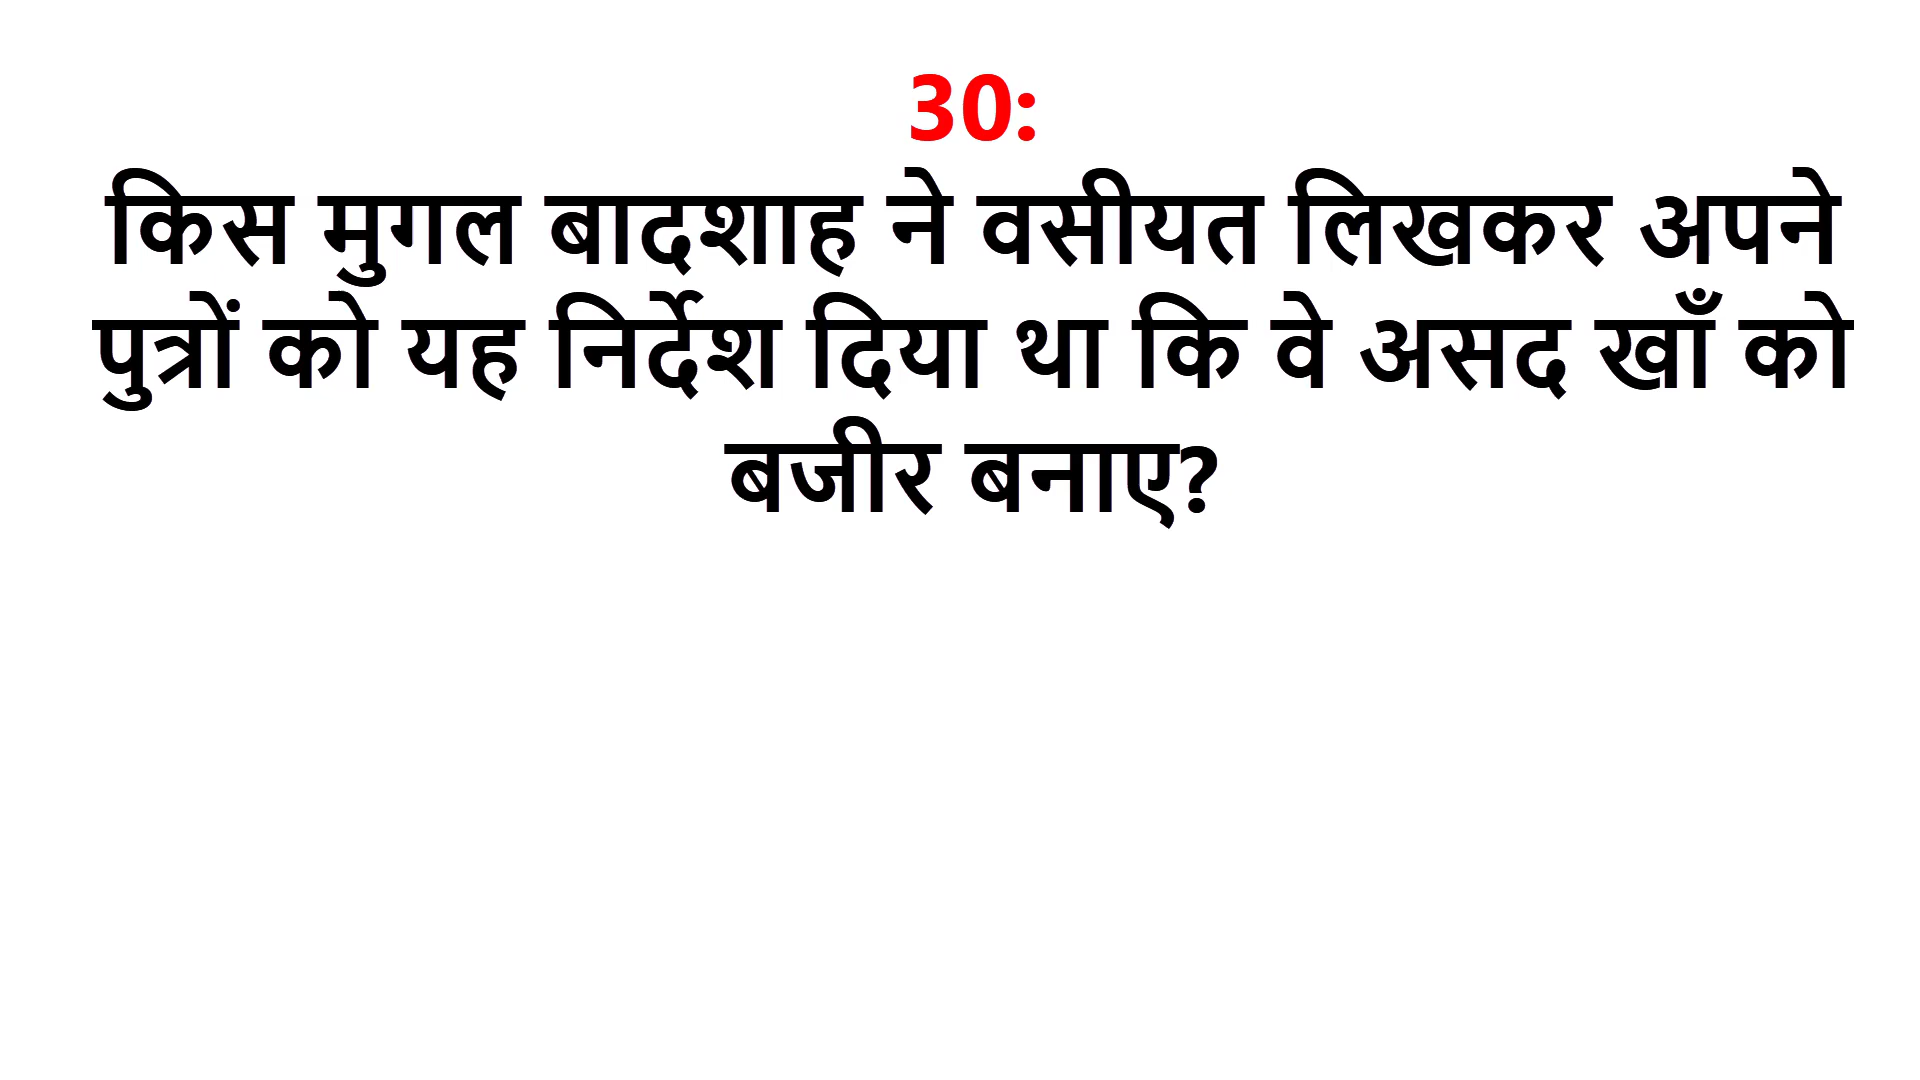 30:
किस मुगल बादशाह ने वसीयत लिखकर अपने
पुत्रों को यह निर्देश दिया था कि वे असद खाँ को
बजीर बनाए?